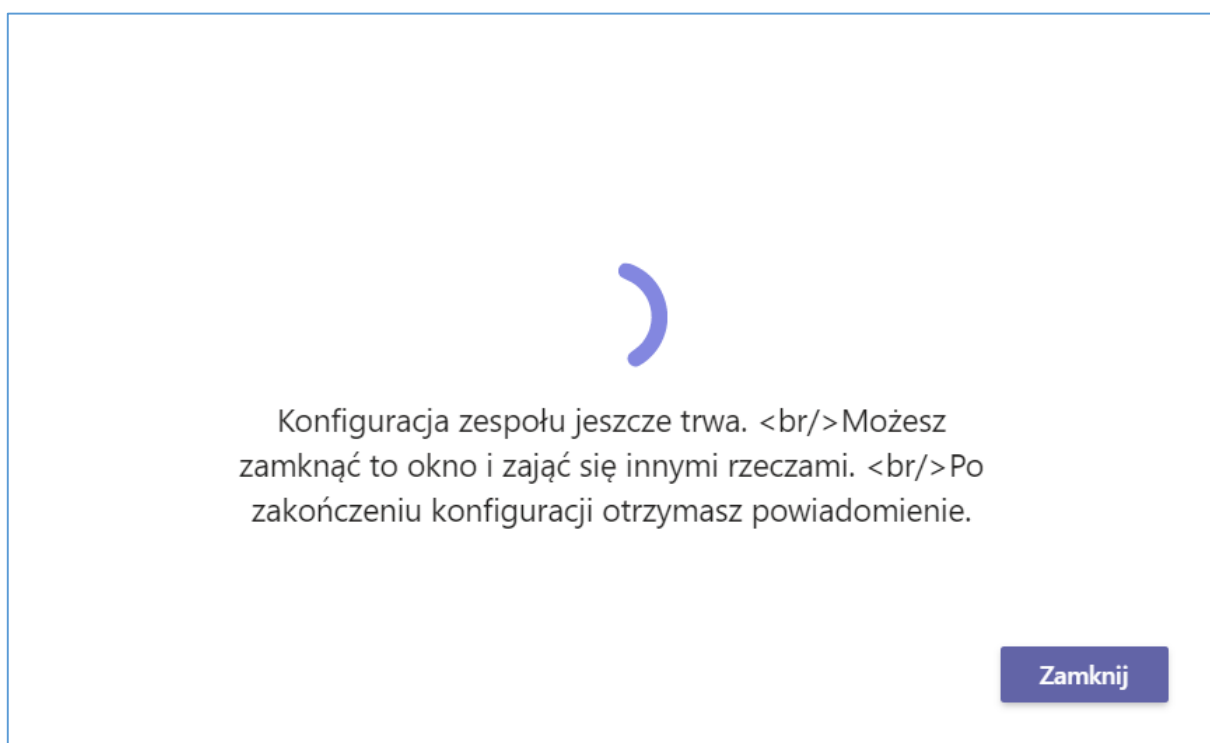 Konfiguracja zespołu jeszcze trwa. <br/>Możesz
zamknąć to okno i zająć się innymi rzeczami. <br/>Po
zakończeniu konfiguracji otrzymasz powiadomienie.
Zamknij